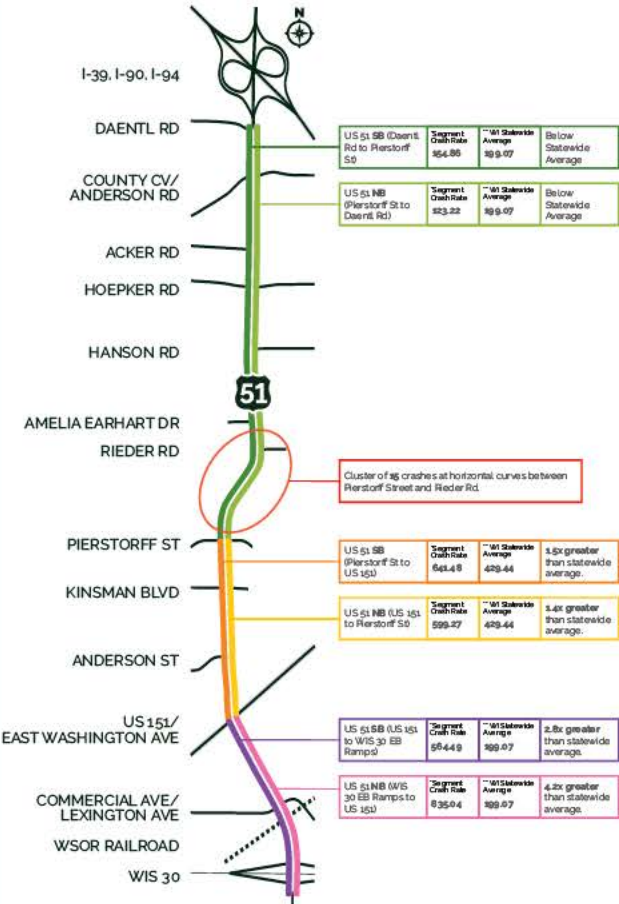 N
I-39, I-90, I-94
DAENTL RD
US 51 SB (Daentl
Rd to Pierstorff
St)
*Segment
Crash Rate
154.86
**WI Statewide
Average
199.07
Below
Statewide
Average
COUNTY CV/
ANDERSON RD
US 51 NB
(Pierstorff St to
Daentl Rd)
*Segment
Crash Rate
123.22
**WI Statewide
Average
199.07
Below
Statewide
Average
ACKER RD
HOEPKER RD
HANSON RD
51
AMELIA EARHART DR
RIEDER RD
Cluster of 15 crashes at horizontal curves between
Pierstorff Street and Rieder Rd.
PIERSTORFF ST
US 51 SB
(Pierstorff St to
US 151)
*Segment
Crash Rate
641.48
**WI Statewide
Average
429.44
1.5x greater
than statewide
average.
KINSMAN BLVD
US 51 NB (US 151
to Pierstorff St)
*Segment
Crash Rate
599.27
**WI Statewide
Average
429.44
1.4x greater
than statewide
average.
ANDERSON ST
US 151/
EAST WASHINGTON AVE
US 51 SB (US 151
to WIS 30 EB
Ramps)
*Segment
Crash Rate
564.49
**WI Statewide
Average
199.07
2.8x greater
than statewide
average.
US 51 NB (WIS
30 EB Ramps to
US 151)
*Segment
Crash Rate
835.04
**WI Statewide
Average
199.07
4.2x greater
than statewide
average.
COMMERCIAL AVE/
LEXINGTON AVE
WSOR RAILROAD
WIS 30